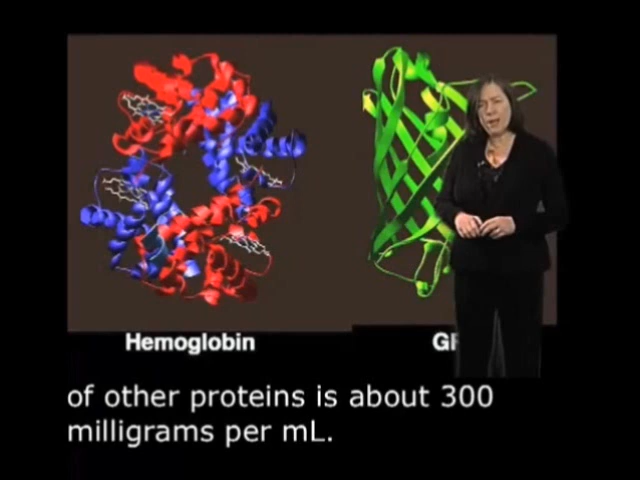 Hemoglobin
of other proteins is about 300
milligrams per mL.